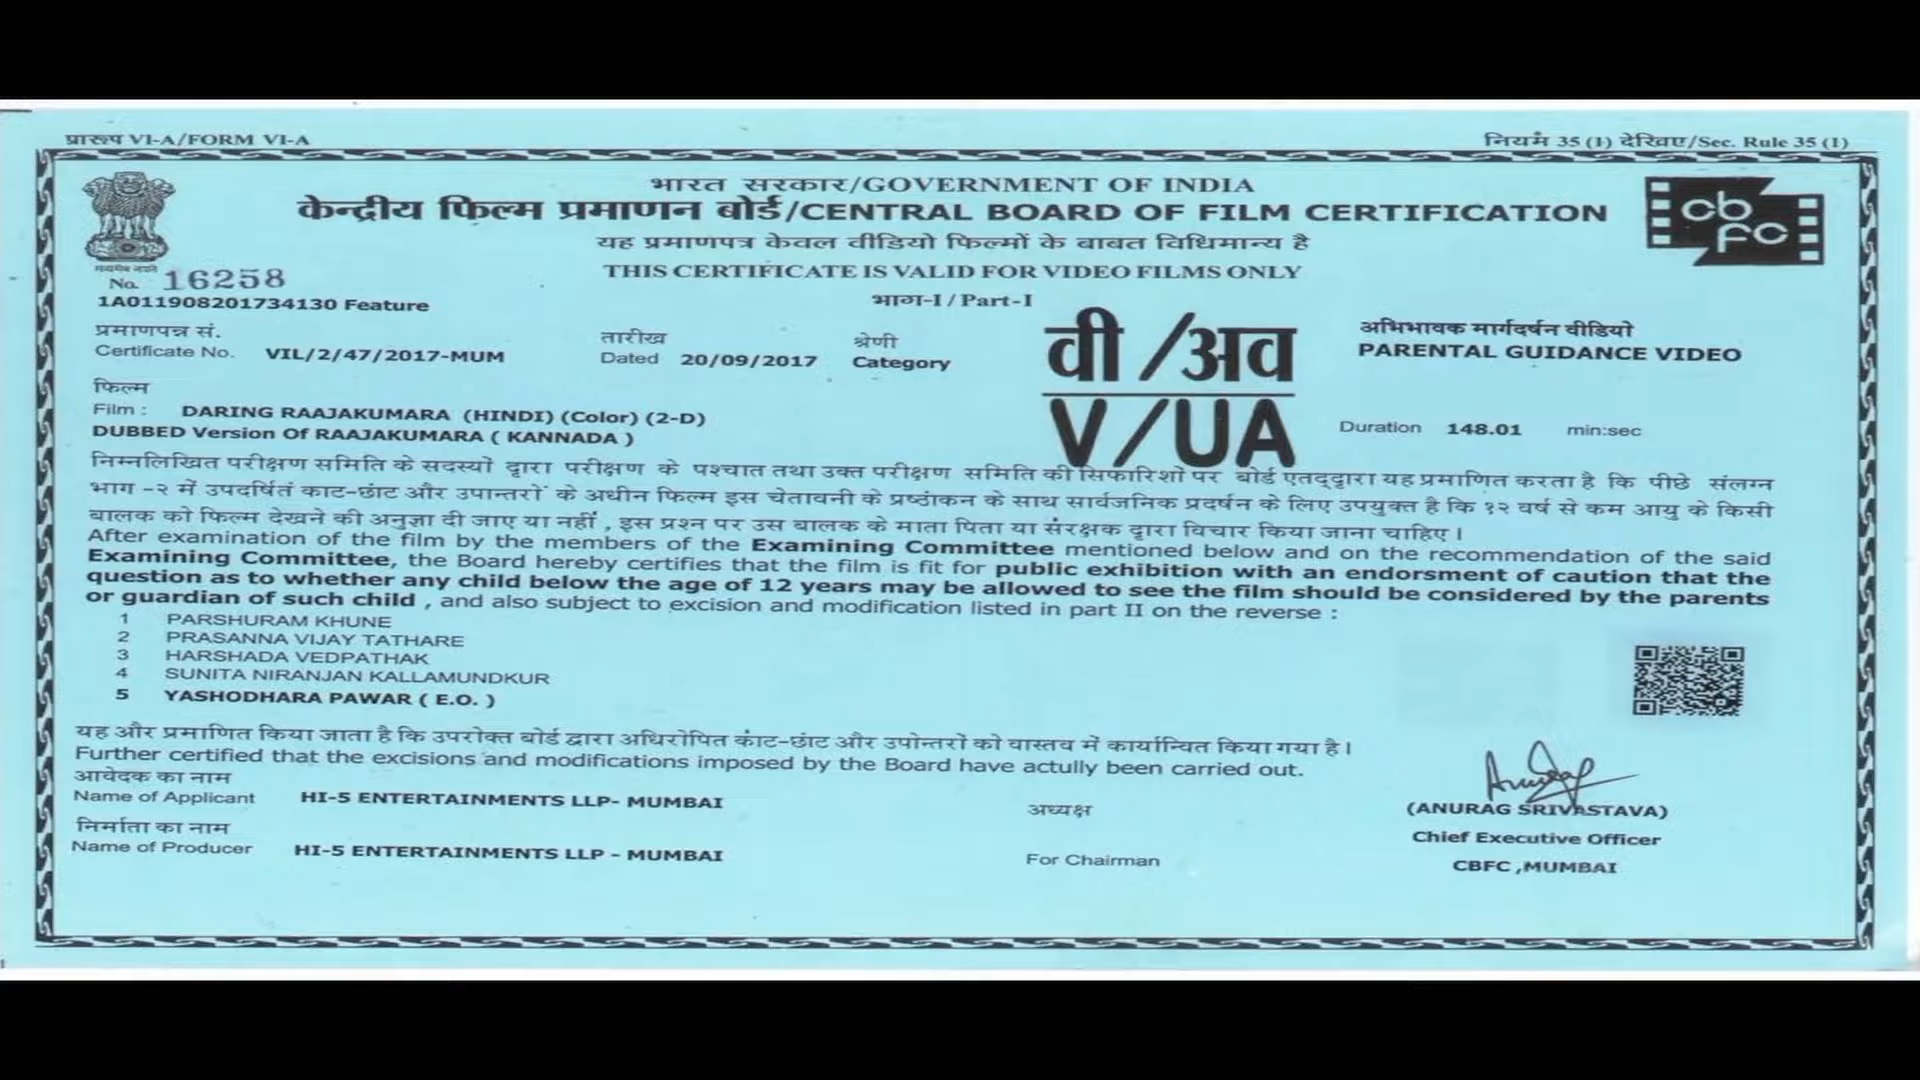 प्रारूप VI-A/FORM VI-A
नियमं 35 (1) देखिए/Sec. Rule 35 (1)
भारत सरकार/GOVERNMENT OF INDIA
केन्द्रीय फिल्म प्रमाणन बोर्ड/CENTRAL BOARD OF FILM CERTIFICATION
cb
fc
यह प्रमाणपत्र केवल वीडियो फिल्मों के बाबत विधिमान्य है
सत्यमेव जयते
No. 16258
THIS CERTIFICATE IS VALID FOR VIDEO FILMS ONLY
1A011908201734130 Feature
भाग-I / Part-I
प्रमाणपत्र सं.
तारीख
श्रेणी
वी/अव
अभिभावक मार्गदर्षन वीडियो
Certificate No. VIL/2/47/2017-MUM
Dated 20/09/2017
Category
PARENTAL GUIDANCE VIDEO
फिल्म
Film : DARING RAAJAKUMARA (HINDI) (Color) (2-D)
V/UA
Duration 148.01 min:sec
DUBBED Version Of RAAJAKUMARA ( KANNADA )
निम्नलिखित परीक्षण समिति के सदस्यों द्वारा परीक्षण के पश्चात तथा उक्त परीक्षण समिति की सिफारिशों पर बोर्ड एतद्द्वारा यह प्रमाणित करता है कि पीछे संलग्न
भाग -२ में उपदर्षितं काट-छांट और उपान्तरों के अधीन फिल्म इस चेतावनी के प्रष्ठांकन के साथ सार्वजनिक प्रदर्षन के लिए उपयुक्त है कि १२ वर्ष से कम आयु के किसी
बालक को फिल्म देखने की अनुज्ञा दी जाए या नहीं , इस प्रश्न पर उस बालक के माता पिता या संरक्षक द्वारा विचार किया जाना चाहिए ।
After examination of the film by the members of the Examining Committee mentioned below and on the recommendation of the said
Examining Committee, the Board hereby certifies that the film is fit for public exhibition with an endorsment of caution that the
question as to whether any child below the age of 12 years may be allowed to see the film should be considered by the parents
or guardian of such child , and also subject to excision and modification listed in part II on the reverse :
1 PARSHURAM KHUNE
2 PRASANNA VIJAY TATHARE
3 HARSHADA VEDPATHAK
4 SUNITA NIRANJAN KALLAMUNDKUR
5 YASHODHARA PAWAR ( E.O. )
यह और प्रमाणित किया जाता है कि उपरोक्त बोर्ड द्वारा अधिरोपित कांट-छांट और उपोन्तरों को वास्तव में कार्यान्वित किया गया है।
Further certified that the excisions and modifications imposed by the Board have actully been carried out.
आवेदक का नाम
Name of Applicant HI-5 ENTERTAINMENTS LLP- MUMBAI
अध्यक्ष
(ANURAG SRIVASTAVA)
निर्माता का नाम
Chief Executive Officer
Name of Producer HI-5 ENTERTAINMENTS LLP - MUMBAI
For Chairman
CBFC ,MUMBAI